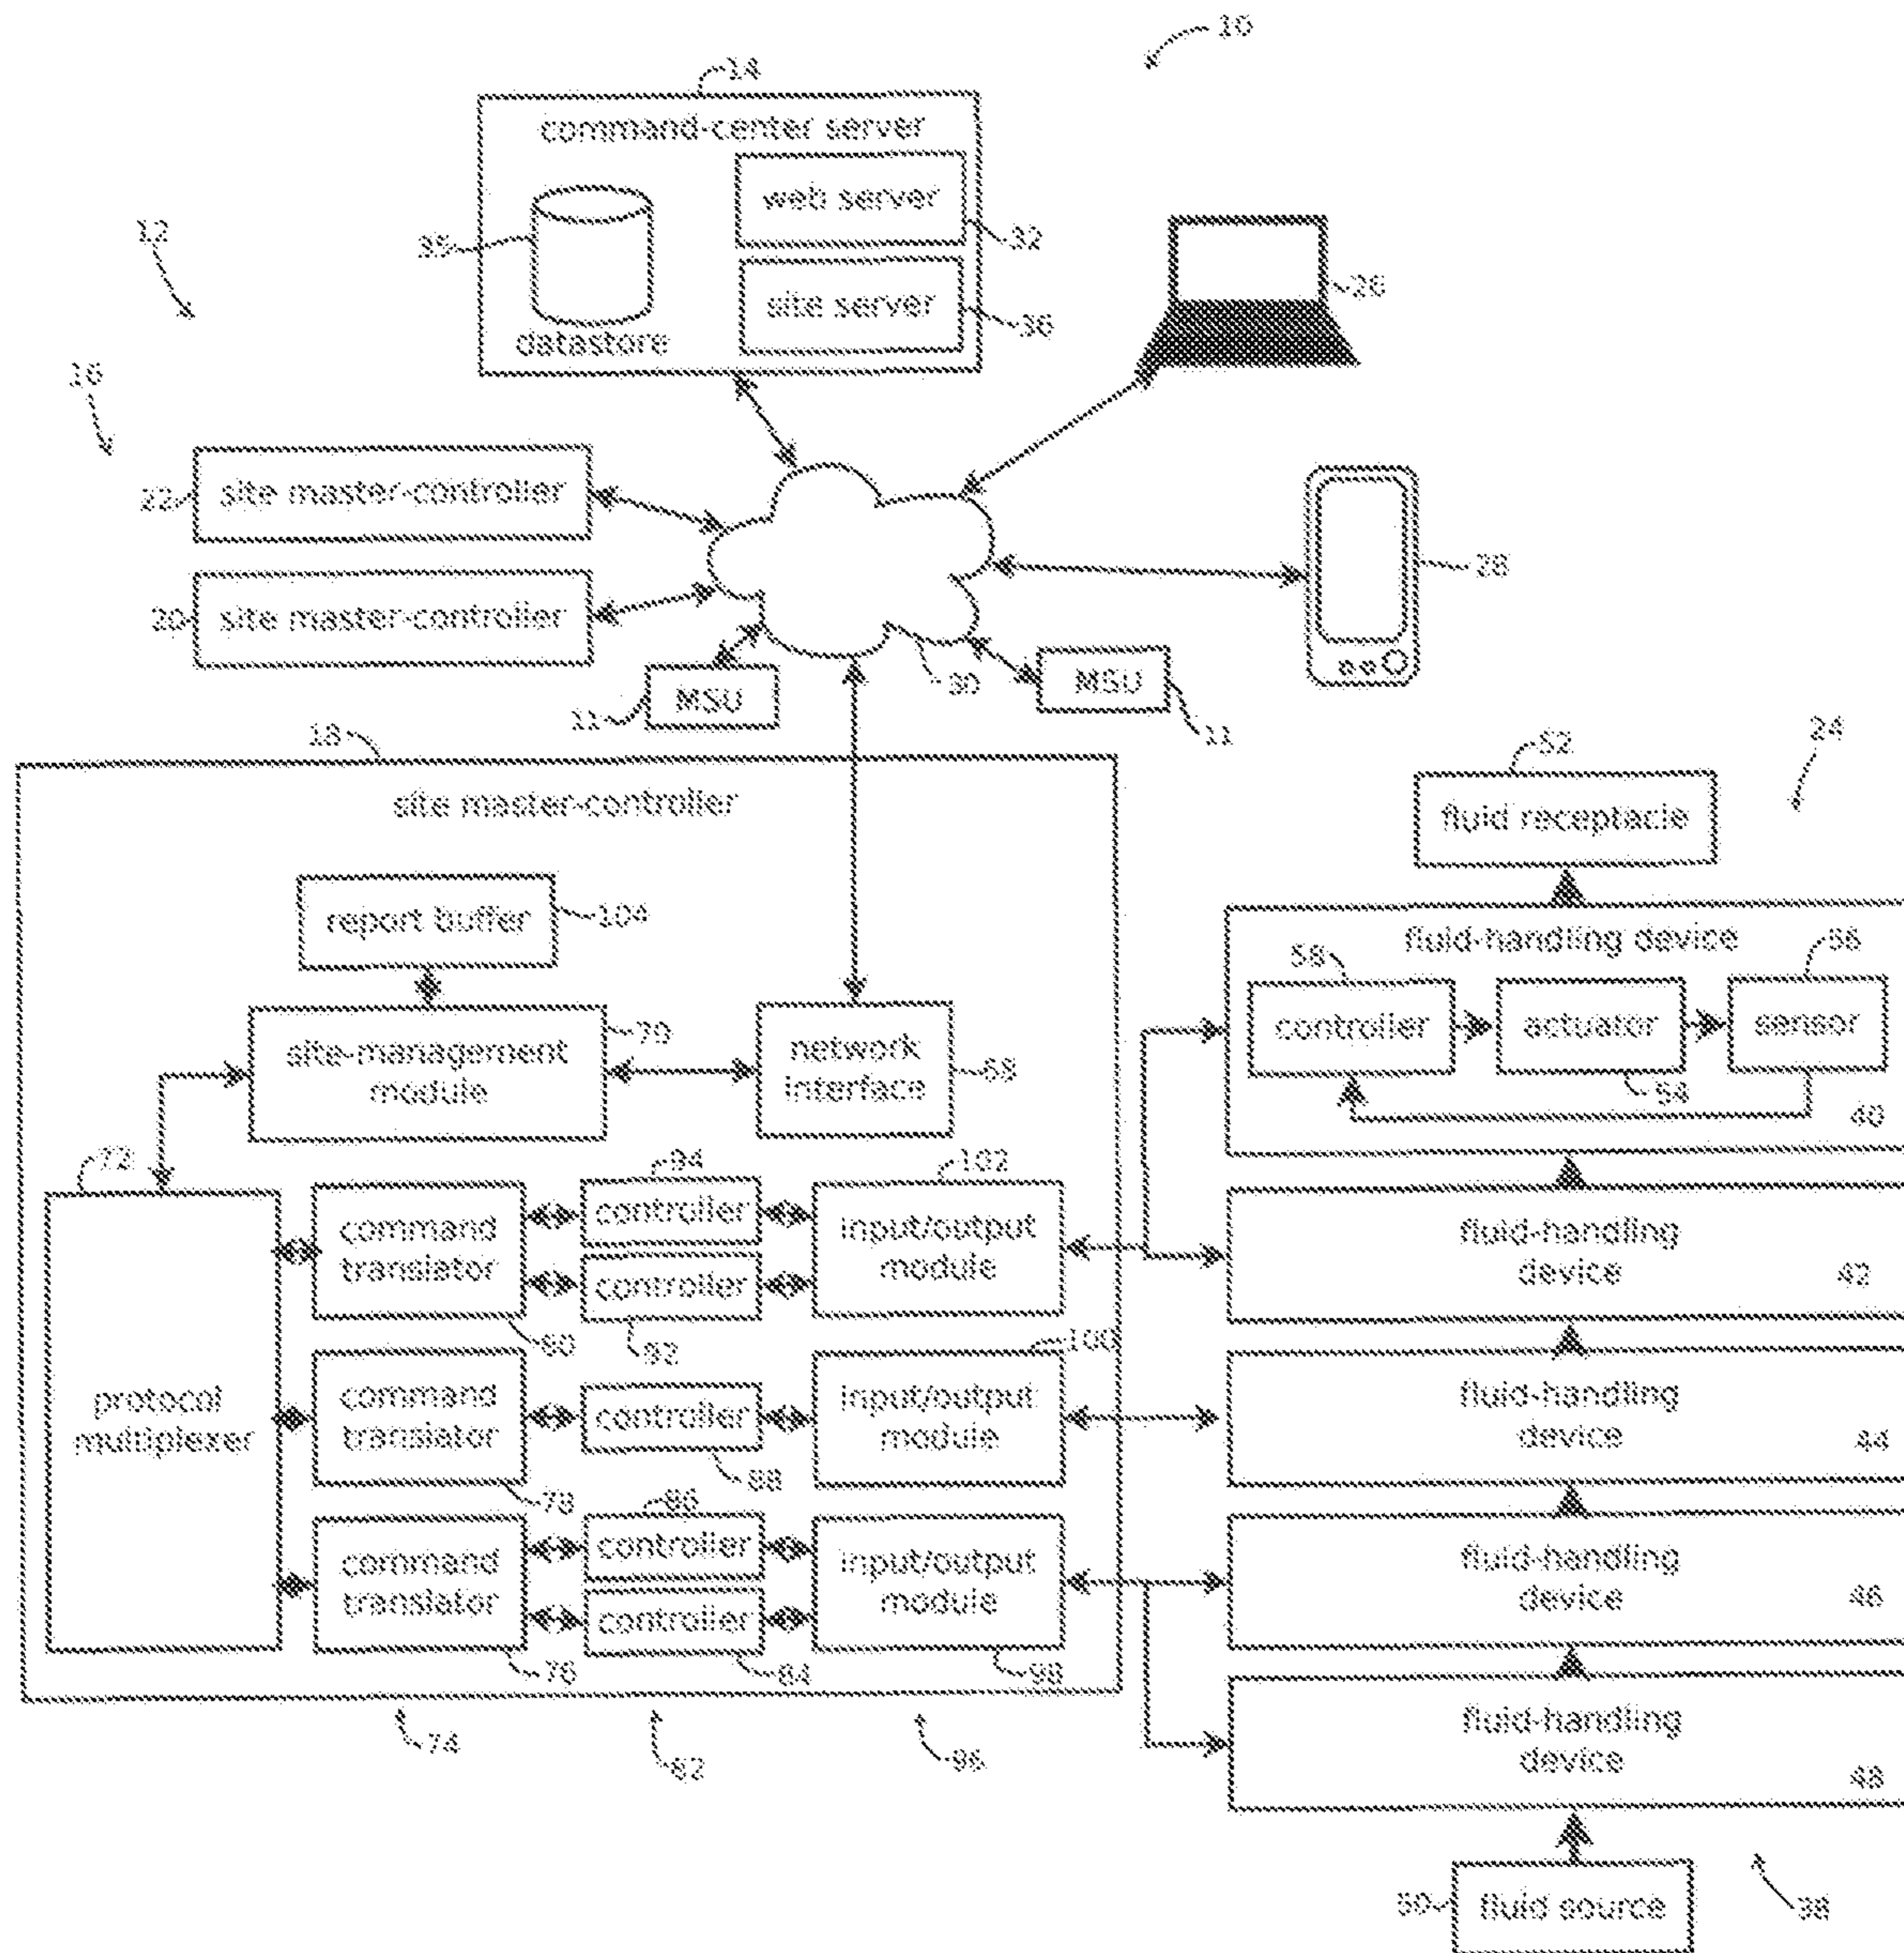 10
14
command-center server
web server
12
35
32
site server
26
36
datastore
16
22
site master-controller
28
20
site master-controller
30
MSU
MSU
11
11
18
24
52
site master-controller
fluid receptacle
report buffer
104
fluid-handling device
56
58
70
controller
actuator
sensor
site-management
module
network
interface
68
54
40
72
94
102
command
translator
controller
input/output
module
fluid-handling
device
42
controller
80
92
100
protocol
multiplexer
command
translator
controller
input/output
module
fluid-handling
device
44
88
78
86
command
translator
controller
input/output
module
fluid-handling
device
46
controller
76
84
98
fluid-handling
device
48
74
82
96
50
fluid source
38